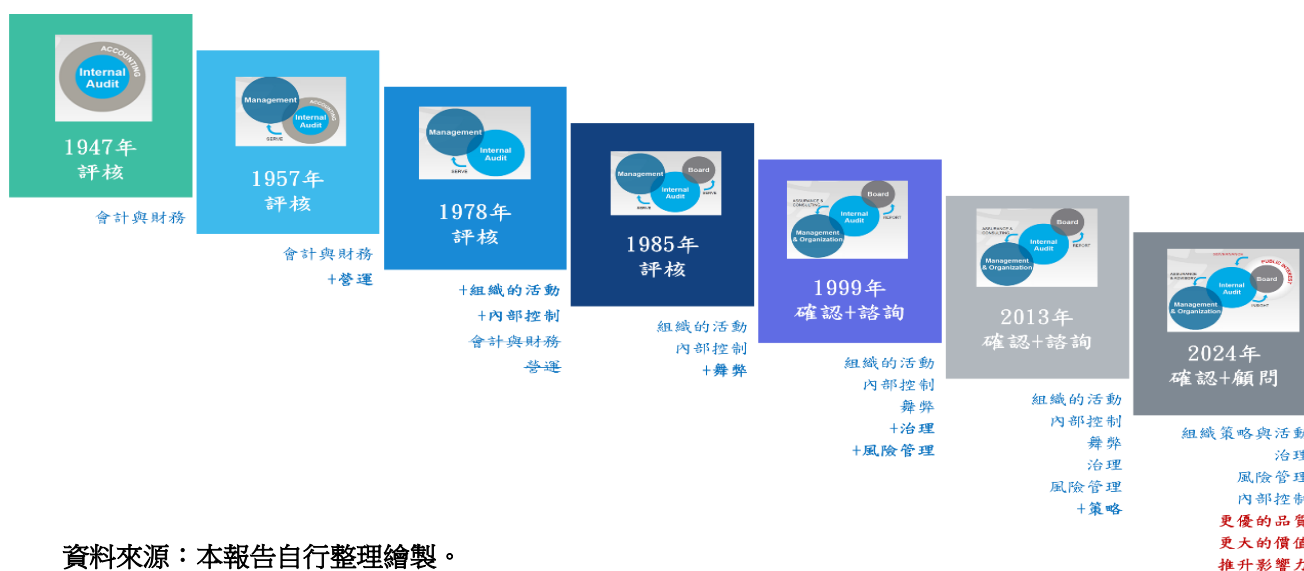 ACCOUNTING
Internal
Audit
1947年
評核
會計與財務
Management
ACCOUNTING
Internal
Audit
SERVE
1957年
評核
會計與財務
+營運
Management
Internal
Audit
SERVE
1978年
評核
+組織的活動
+內部控制
會計與財務
營運
Management
Board
Internal
Audit
SERVE
SERVE
1985年
評核
組織的活動
內部控制
+舞弊
Board
ASSURANCE &
CONSULTING
Internal
Audit
REPORT
Management
& Organization
1999年
確認+諮詢
組織的活動
內部控制
舞弊
+治理
+風險管理
Board
ASSURANCE &
CONSULTING
Internal
Audit
REPORT
Management
& Organization
2013年
確認+諮詢
組織的活動
內部控制
舞弊
治理
風險管理
+策略
PUBLIC INTEREST
ASSURANCE
& ADVISORY
Board
Internal
Audit
INSIGHT
Management
& Organization
2024年
確認+顧問
組織策略與活動
治理
風險管理
內部控制
更優的品質
更大的價值
推升影響力
資料來源：本報告自行整理繪製。